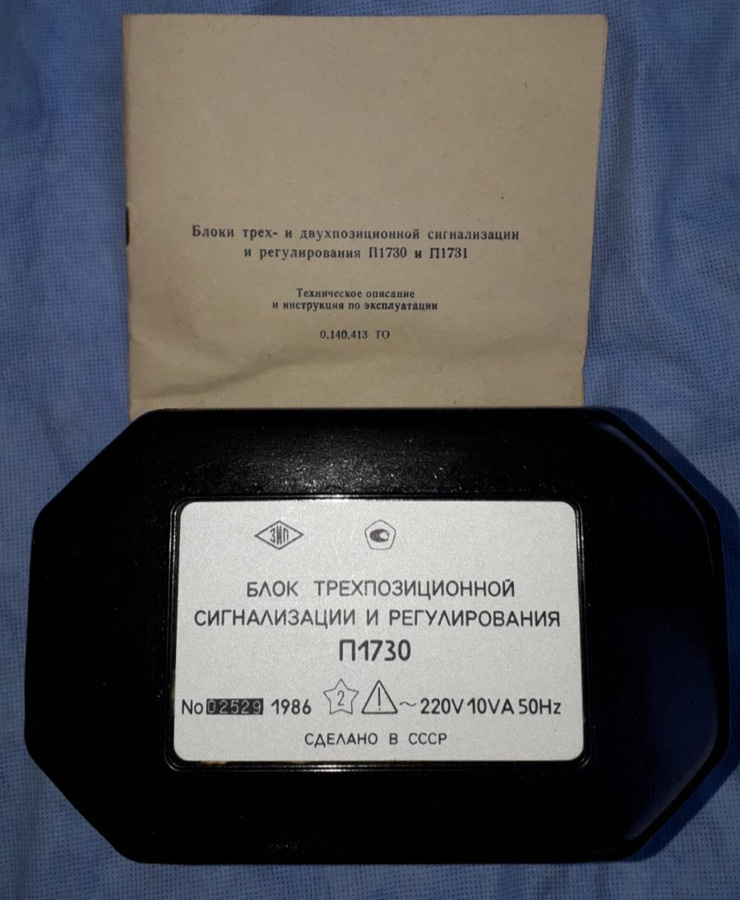 Блоки трех- и двухпозиционной сигнализации
и регулирования П1730 и П1731
Техническое описание
и инструкция по эксплуатации
0.140.413 ТО
ЗИП
БЛОК ТРЕХПОЗИЦИОННОЙ
СИГНАЛИЗАЦИИ И РЕГУЛИРОВАНИЯ
П1730
No 02529 1986 2 ~ 220V 10VA 50Hz
СДЕЛАНО В СССР